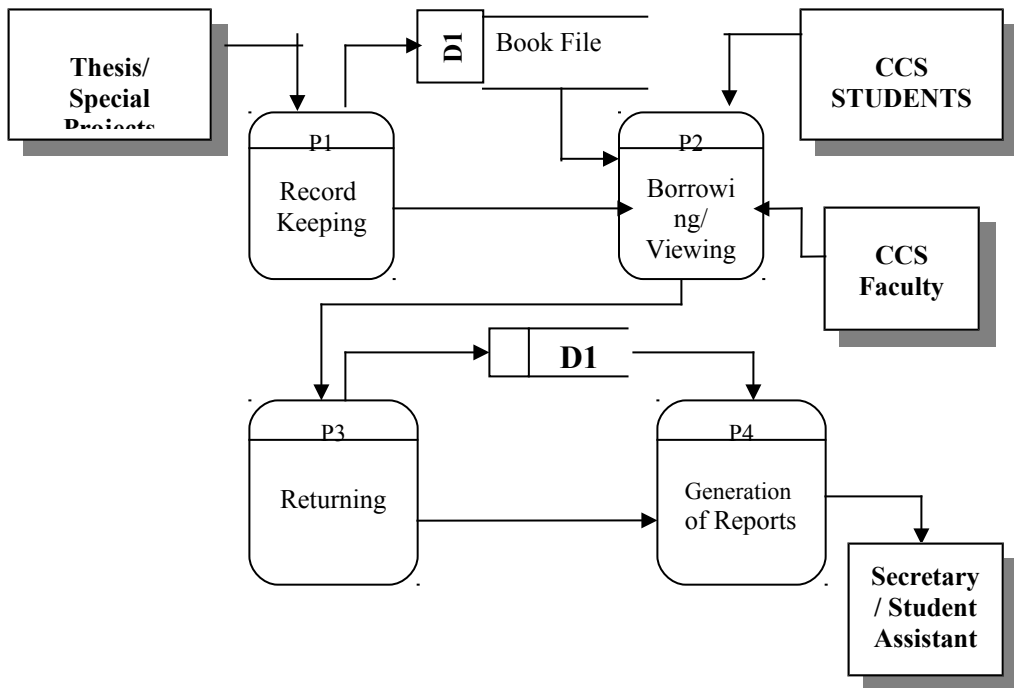 Thesis/
Special
Projects
D1
Book File
CCS
STUDENTS
P1
Record
Keeping
P2
Borrowi
ng/
Viewing
CCS
Faculty
D1
P3
Returning
P4
Generation
of Reports
Secretary
/ Student
Assistant